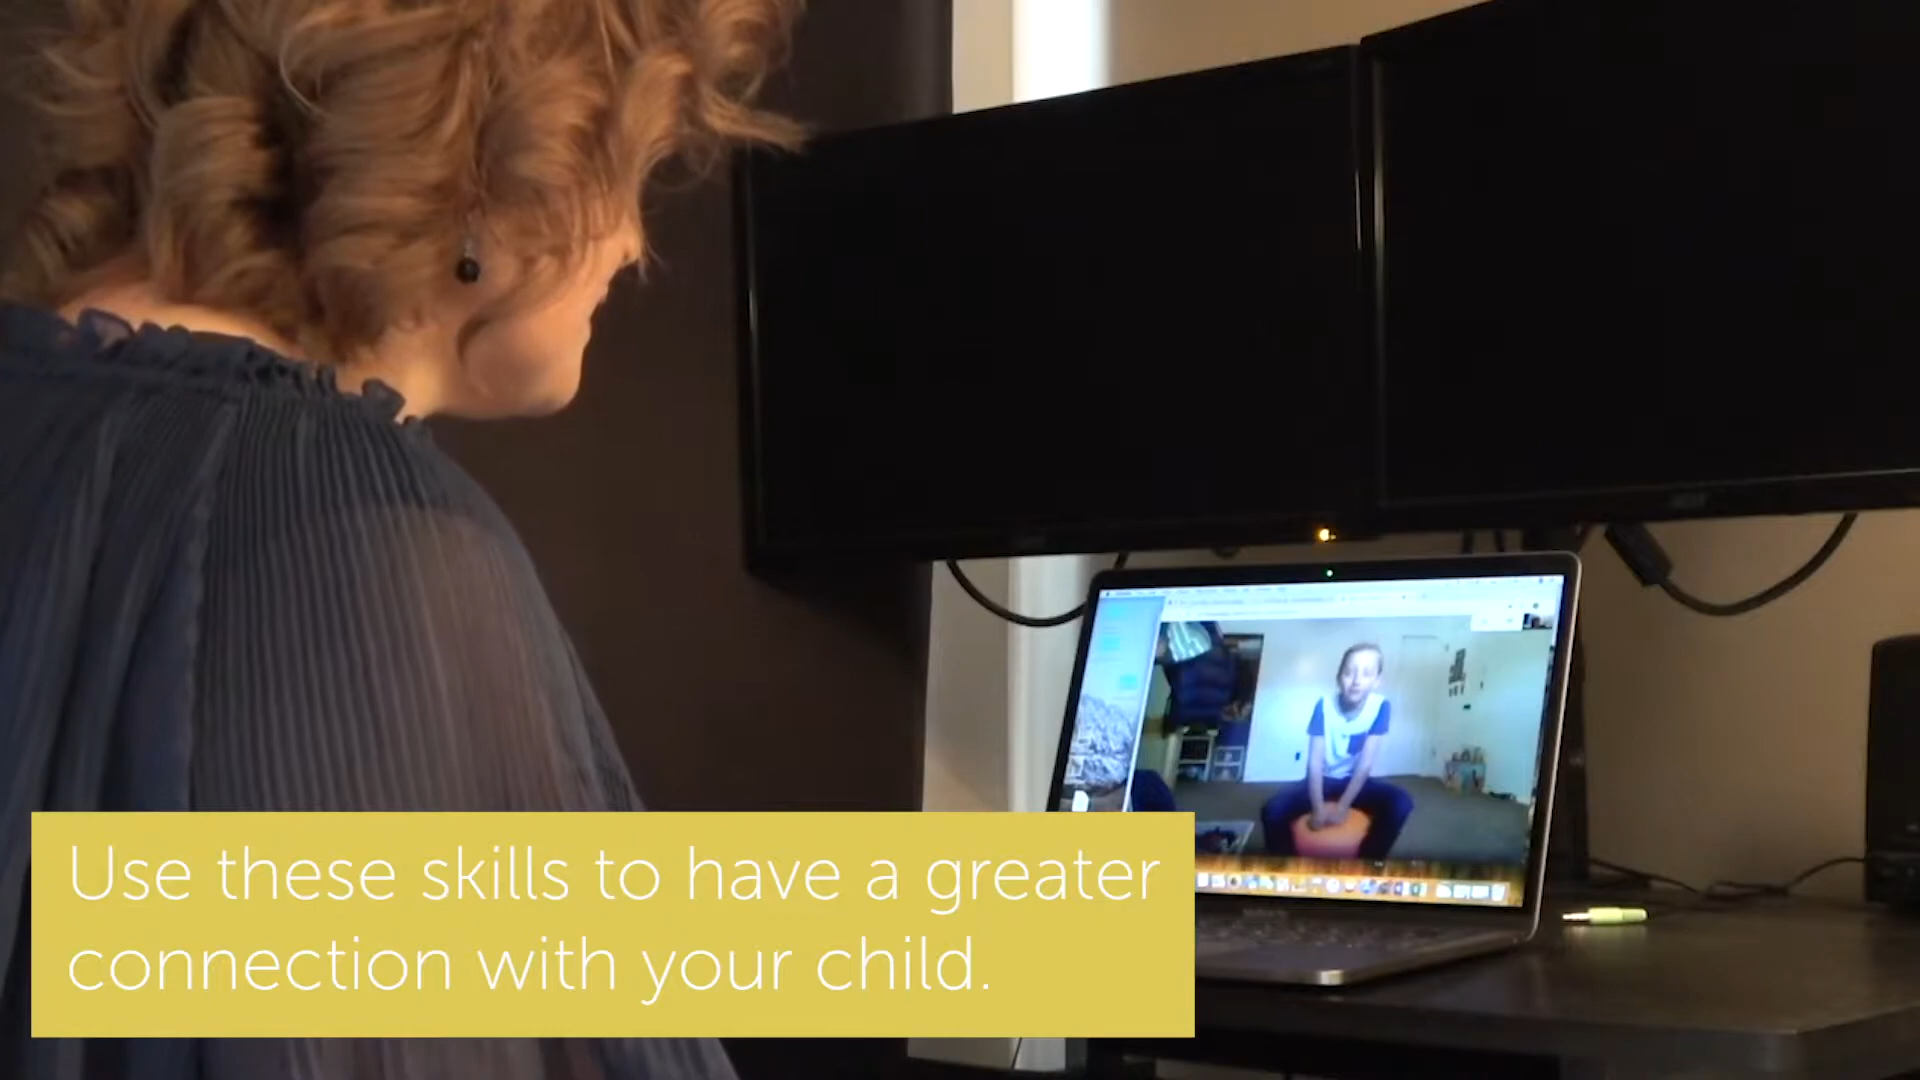 Use these skills to have a greater
connection with your child.